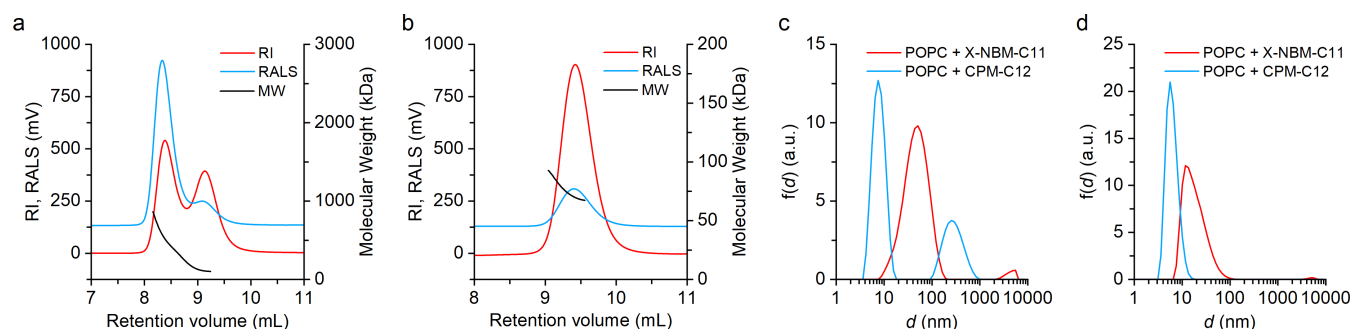 a
RI
RALS
MW
RI, RALS (mV)
1000
750
500
250
0
3000
2000
1000
0
Molecular Weight (kDa)
7 8 9 10 11
Retention volume (mL)
b
RI
RALS
MW
RI, RALS (mV)
1000
750
500
250
0
200
150
100
50
0
Molecular Weight (kDa)
8 9 10 11
Retention volume (mL)
c
POPC + X-NBM-C11
POPC + CPM-C12
f(d) (a.u.)
15
10
5
0
1 10 100 1000 10000
d (nm)
d
POPC + X-NBM-C11
POPC + CPM-C12
f(d) (a.u.)
25
20
15
10
5
0
1 10 100 1000 10000
d (nm)